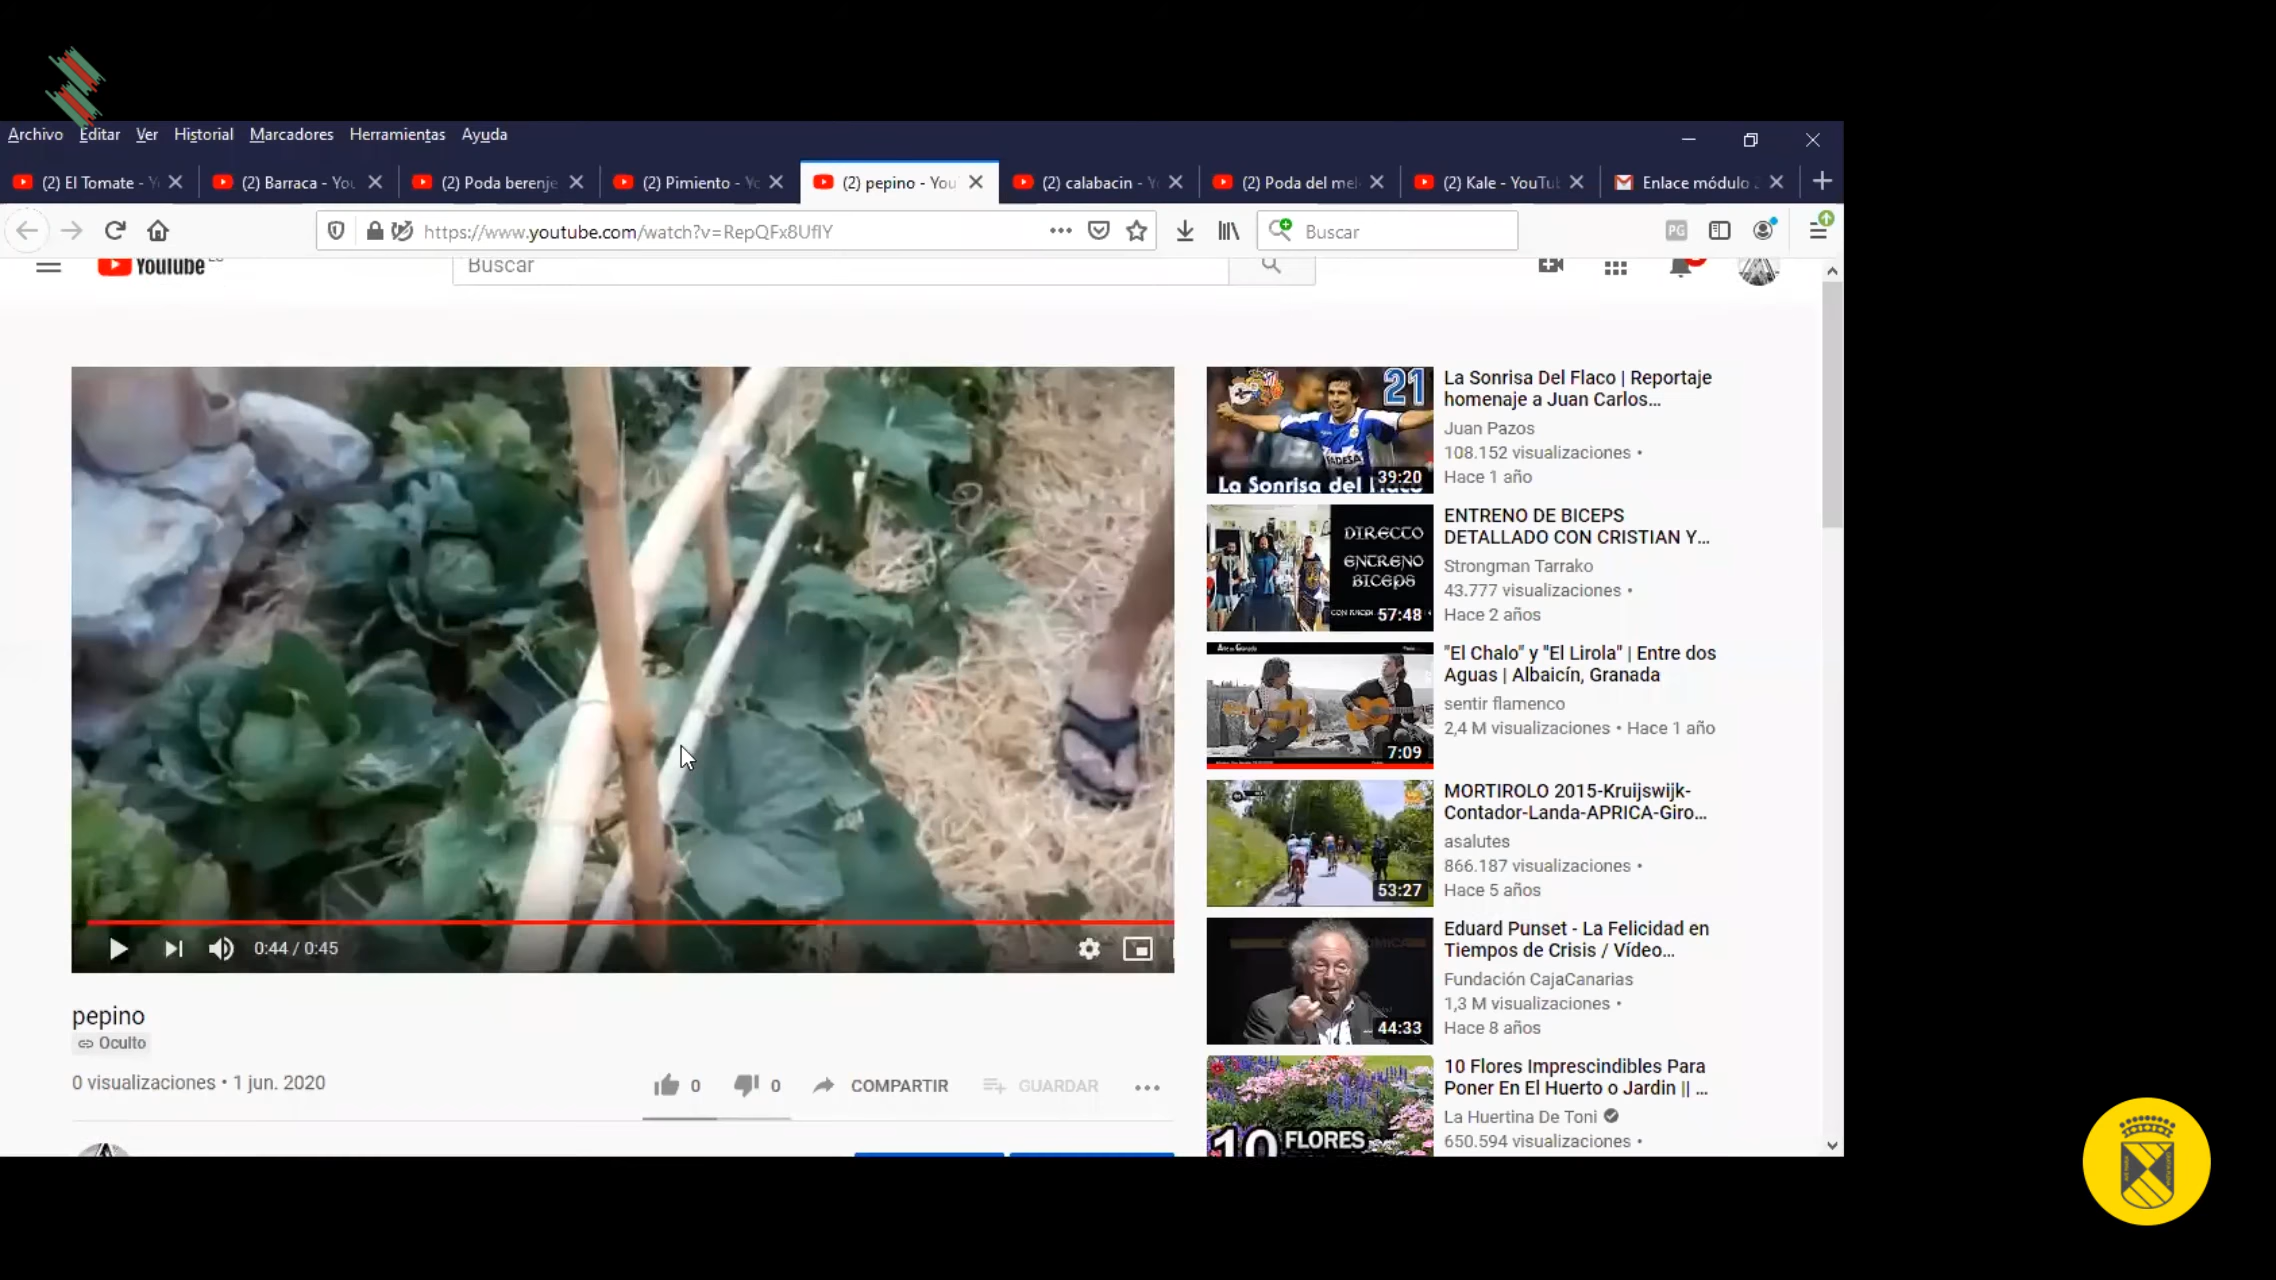 Archivo Editar Ver Historial Marcadores Herramientas Ayuda
(2) El Tomate - (2) Barraca - You (2) Poda berenje (2) Pimiento - Yo (2) pepino - You (2) calabacin - Y (2) Poda del mel (2) Kale - YouTu Enlace módulo
https://www.youtube.com/watch?v=RepQFx8UfIY Buscar
YouTube Buscar
21
La Sonrisa del Flaco
39:20
La Sonrisa Del Flaco | Reportaje
homenaje a Juan Carlos...
Juan Pazos
108.152 visualizaciones •
Hace 1 año
DIRECTO
ENTRENO
BICEPS
57:48
ENTRENO DE BICEPS
DETALLADO CON CRISTIAN Y...
Strongman Tarrako
43.777 visualizaciones •
Hace 2 años
7:09
"El Chalo" y "El Lirola" | Entre dos
Aguas | Albaicín, Granada
sentir flamenco
2,4 M visualizaciones • Hace 1 año
53:27
MORTIROLO 2015-Kruijswijk-
Contador-Landa-APRICA-Giro...
asalutes
866.187 visualizaciones •
Hace 5 años
44:33
Eduard Punset - La Felicidad en
Tiempos de Crisis / Vídeo...
Fundación CajaCanarias
1,3 M visualizaciones •
Hace 8 años
10 FLORES
10 Flores Imprescindibles Para
Poner En El Huerto o Jardin || ...
La Huertina De Toni
650.594 visualizaciones •
0:44 / 0:45
pepino
Oculto
0 visualizaciones • 1 jun. 2020
0 0 COMPARTIR GUARDAR